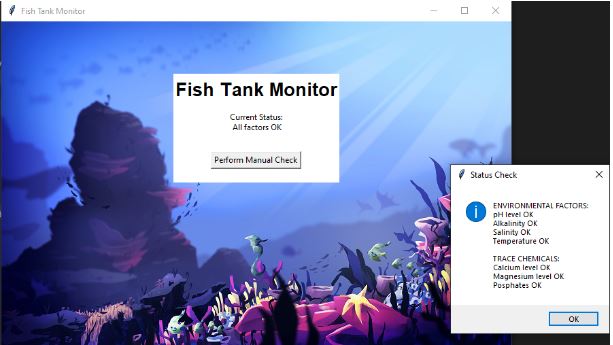 Fish Tank Monitor
Fish Tank Monitor
Current Status:
All factors OK
Perform Manual Check
Status Check
ENVIRONMENTAL FACTORS:
pH level OK
Alkalinity OK
Salinity OK
Temperature OK
TRACE CHEMICALS:
Calcium level OK
Magnesium level OK
Posphates OK
OK